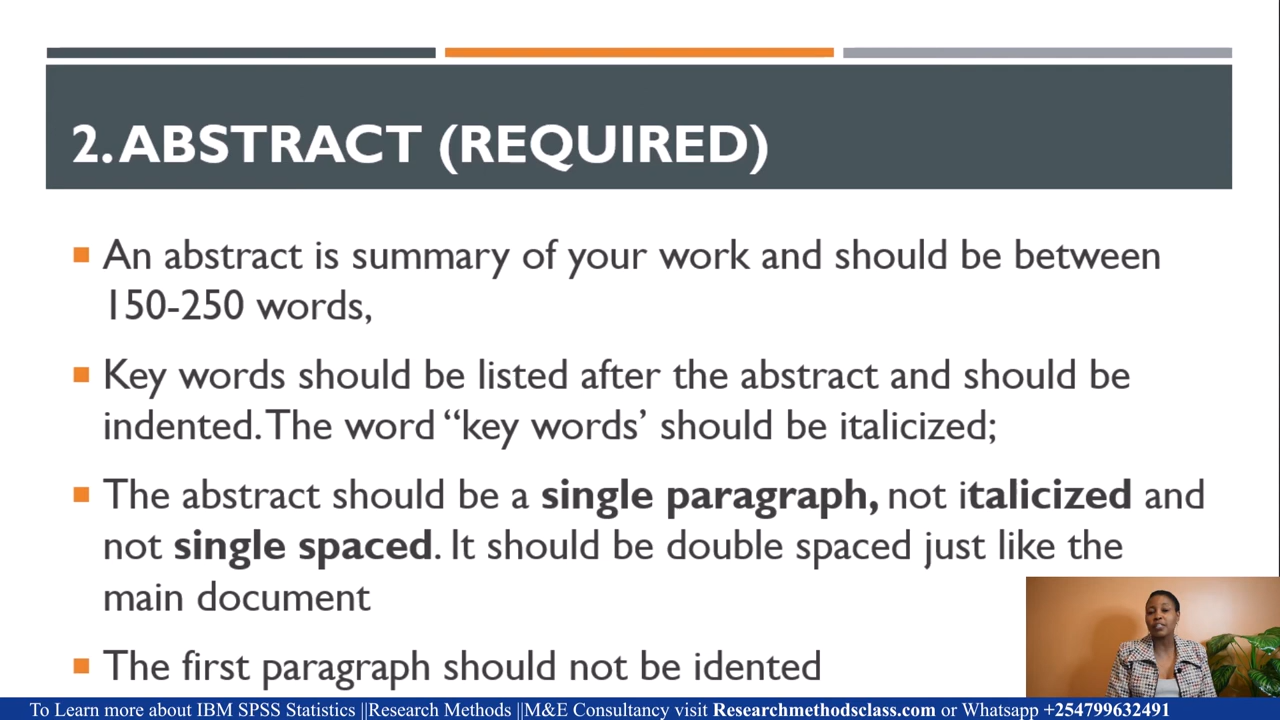 2. ABSTRACT (REQUIRED)
An abstract is summary of your work and should be between
150-250 words,
Key words should be listed after the abstract and should be
indented. The word “key words’ should be italicized;
The abstract should be a single paragraph, not italicized and
not single spaced. It should be double spaced just like the
main document
The first paragraph should not be idented
To Learn more about IBM SPSS Statistics ||Research Methods ||M&E Consultancy visit Researchmethodsclass.com or Whatsapp +254799632491